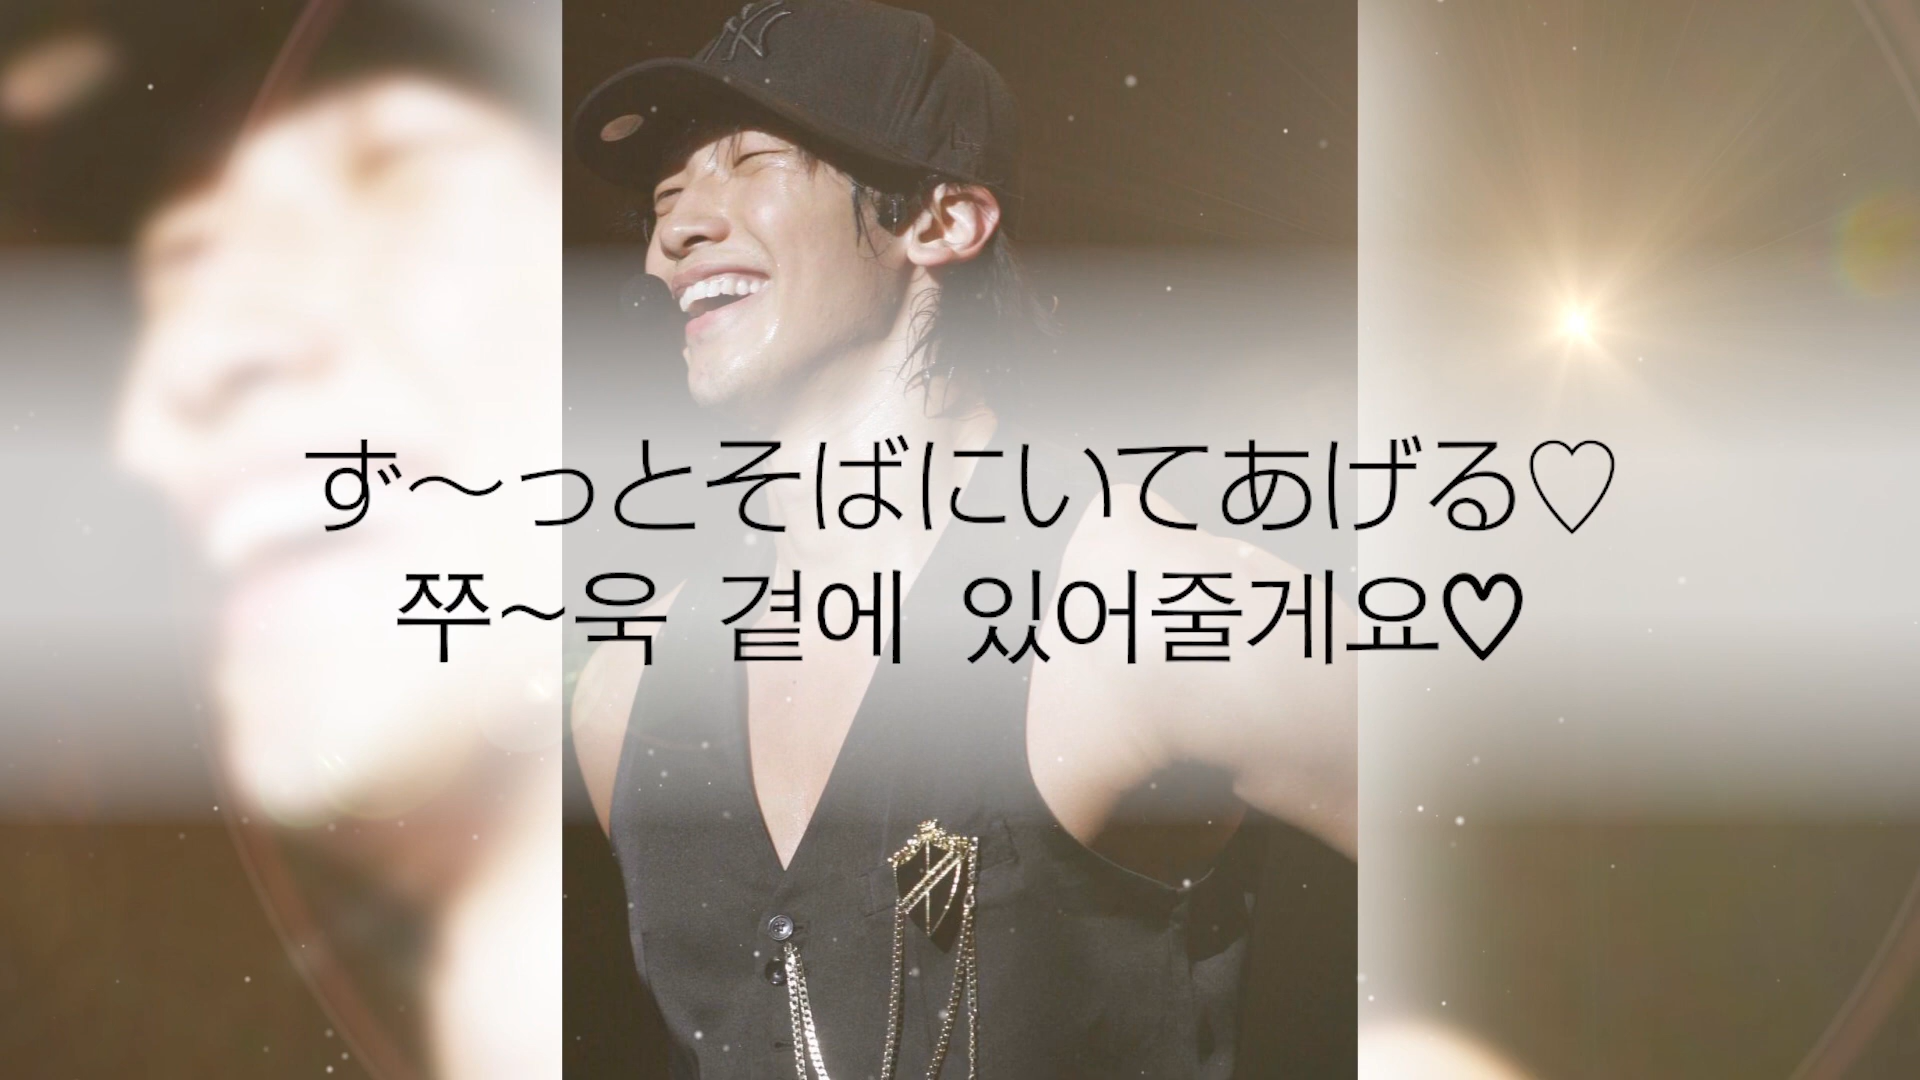 ず〜っとそばにいてあげる♡
쭈~욱 곁에 있어줄게요♡